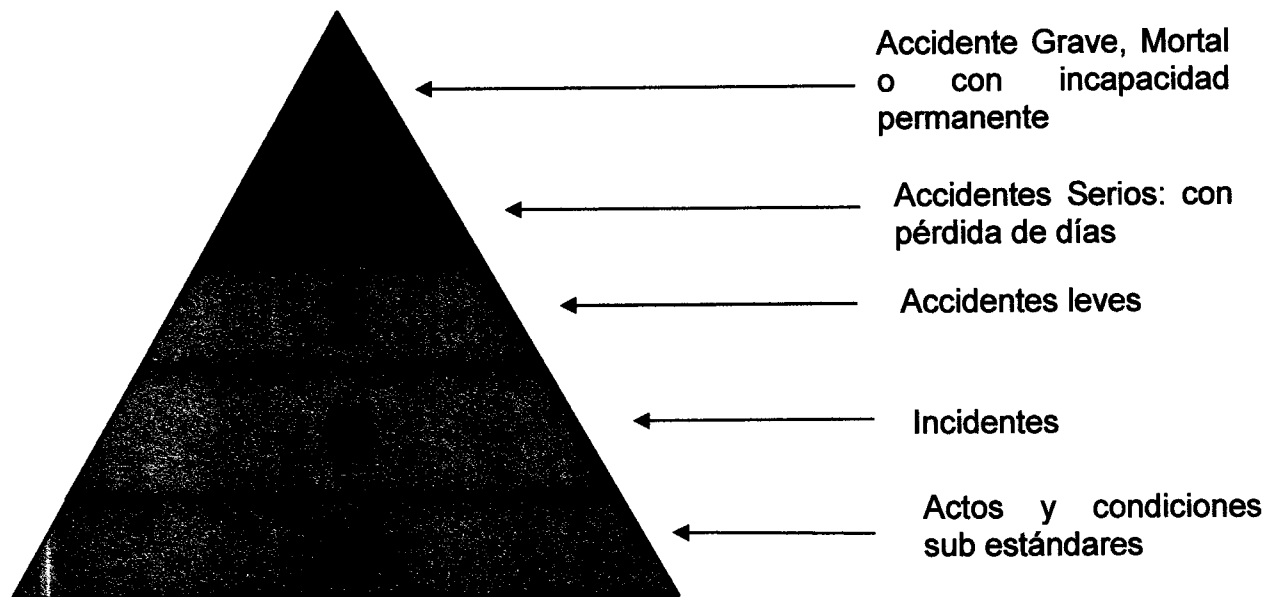 Accidente Grave, Mortal
o con incapacidad
permanente
Accidentes Serios: con
pérdida de días
Accidentes leves
Incidentes
Actos y condiciones
sub estándares